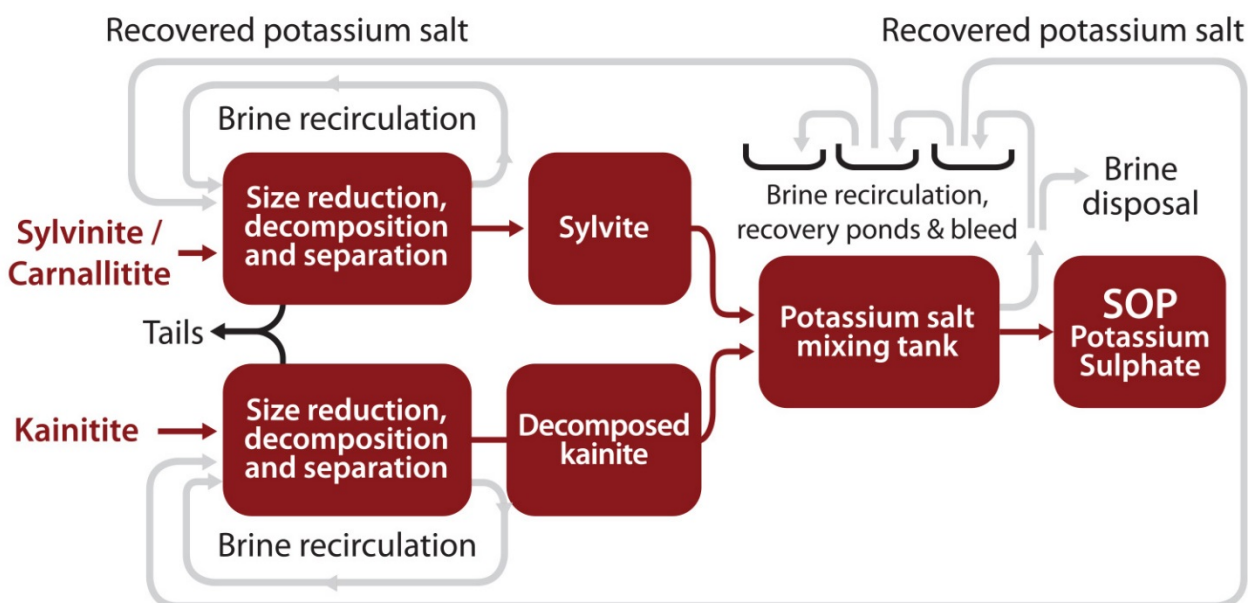 Recovered potassium salt
Recovered potassium salt
Brine recirculation
Size reduction,
decomposition
and separation
Sylvite
Brine recirculation,
recovery ponds & bleed
Brine
disposal
Sylvinite /
Carnallitite
Tails
Potassium salt
mixing tank
SOP
Potassium
Sulphate
Kainitite
Size reduction,
decomposition
and separation
Decomposed
kainite
Brine recirculation